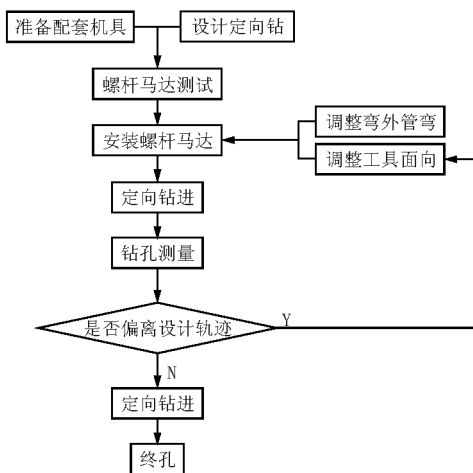 准备配套机具
设计定向钻
螺杆马达测试
安装螺杆马达
调整弯外管弯
调整工具面向
定向钻进
钻孔测量
是否偏离设计轨迹
Y
N
定向钻进
终孔